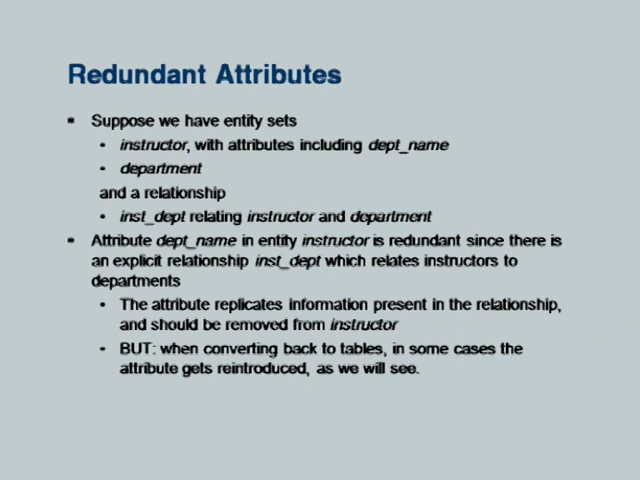 Redundant Attributes
▪ Suppose we have entity sets
• instructor, with attributes including dept_name
• department
and a relationship
• inst_dept relating instructor and department
▪ Attribute dept_name in entity instructor is redundant since there is
an explicit relationship inst_dept which relates instructors to
departments
• The attribute replicates information present in the relationship,
and should be removed from instructor
• BUT: when converting back to tables, in some cases the
attribute gets reintroduced, as we will see.